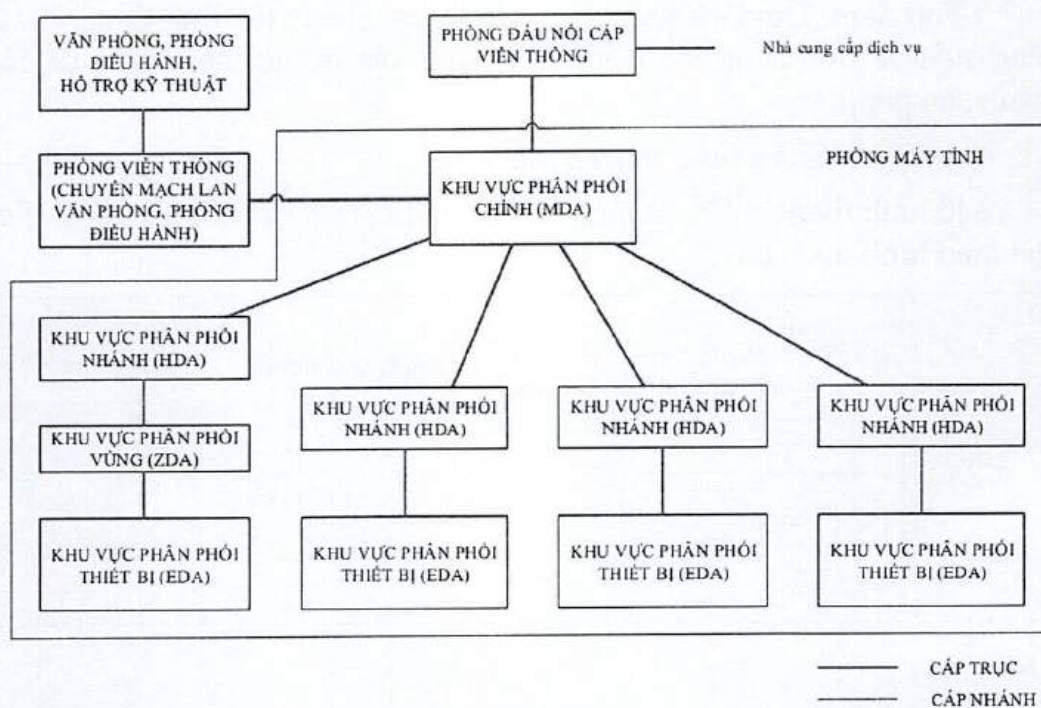 VĂN PHÒNG, PHÒNG
ĐIỀU HÀNH,
HỖ TRỢ KỸ THUẬT
PHÒNG ĐẤU NỐI CÁP
VIỄN THÔNG
Nhà cung cấp dịch vụ
PHÒNG VIỄN THÔNG
(CHUYỂN MẠCH LAN
VĂN PHÒNG, PHÒNG
ĐIỀU HÀNH)
KHU VỰC PHÂN PHỐI
CHÍNH (MDA)
PHÒNG MÁY TÍNH
KHU VỰC PHÂN PHỐI
NHÁNH (HDA)
KHU VỰC PHÂN PHỐI
VÙNG (ZDA)
KHU VỰC PHÂN PHỐI
THIẾT BỊ (EDA)
KHU VỰC PHÂN PHỐI
NHÁNH (HDA)
KHU VỰC PHÂN PHỐI
THIẾT BỊ (EDA)
KHU VỰC PHÂN PHỐI
NHÁNH (HDA)
KHU VỰC PHÂN PHỐI
THIẾT BỊ (EDA)
KHU VỰC PHÂN PHỐI
NHÁNH (HDA)
KHU VỰC PHÂN PHỐI
THIẾT BỊ (EDA)
CÁP TRỤC
CÁP NHÁNH